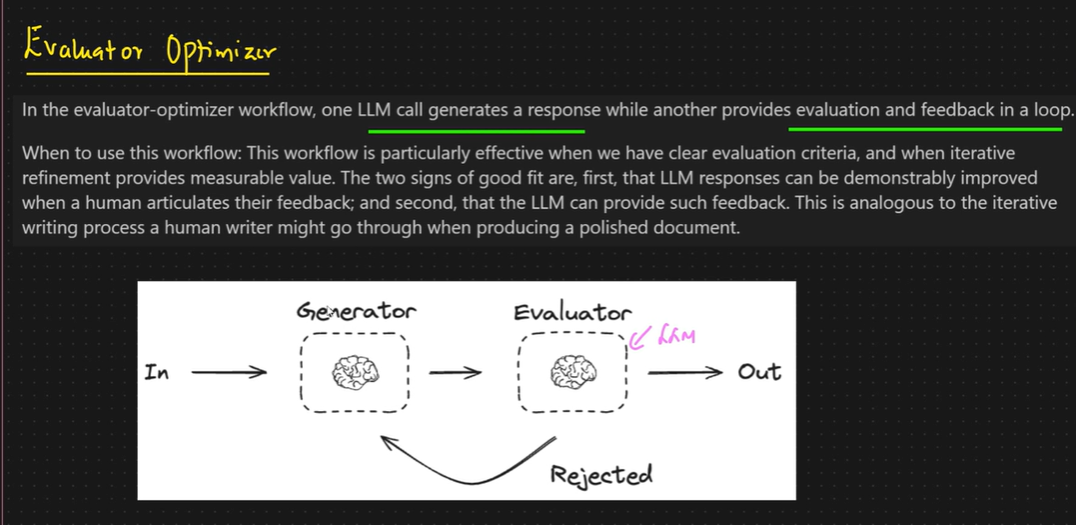 Evaluator Optimizer
In the evaluator-optimizer workflow, one LLM call generates a response while another provides evaluation and feedback in a loop.
When to use this workflow: This workflow is particularly effective when we have clear evaluation criteria, and when iterative
refinement provides measurable value. The two signs of good fit are, first, that LLM responses can be demonstrably improved
when a human articulates their feedback; and second, that the LLM can provide such feedback. This is analogous to the iterative
writing process a human writer might go through when producing a polished document.
Generator
Evaluator
LLM
In
Out
Rejected